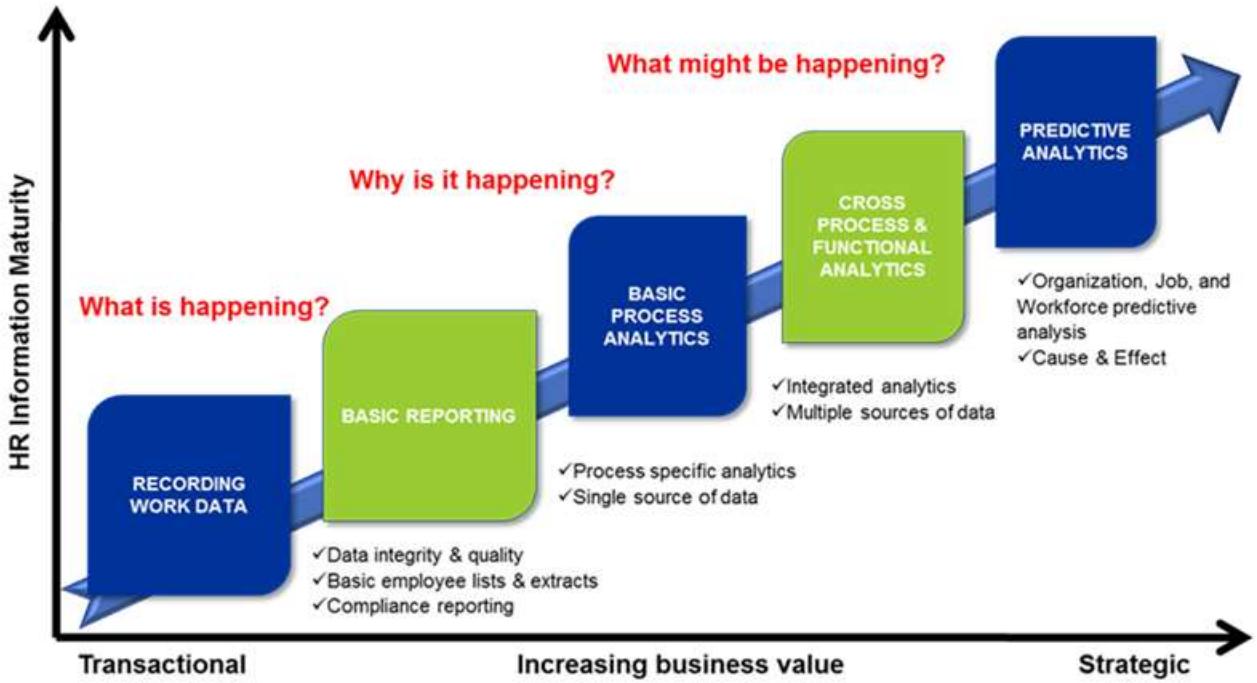 What might be happening?
PREDICTIVE
ANALYTICS
Why is it happening?
CROSS
PROCESS &
FUNCTIONAL
ANALYTICS
What is happening?
BASIC
PROCESS
ANALYTICS
✓Organization, Job, and
Workforce predictive
analysis
✓Cause & Effect
HR Information Maturity
BASIC REPORTING
✓Integrated analytics
✓Multiple sources of data
RECORDING
WORK DATA
✓Process specific analytics
✓Single source of data
✓Data integrity & quality
✓Basic employee lists & extracts
✓Compliance reporting
Transactional
Increasing business value
Strategic